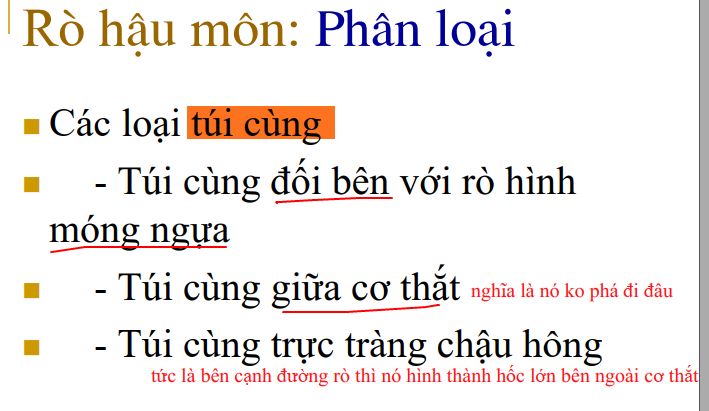 Rò hậu môn: Phân loại
Các loại túi cùng
- Túi cùng đối bên với rò hình
móng ngựa
- Túi cùng giữa cơ thắt nghĩa là nó ko phá đi đâu
- Túi cùng trực tràng chậu hông
tức là bên cạnh đường rò thì nó hình thành hốc lớn bên ngoài cơ thắt